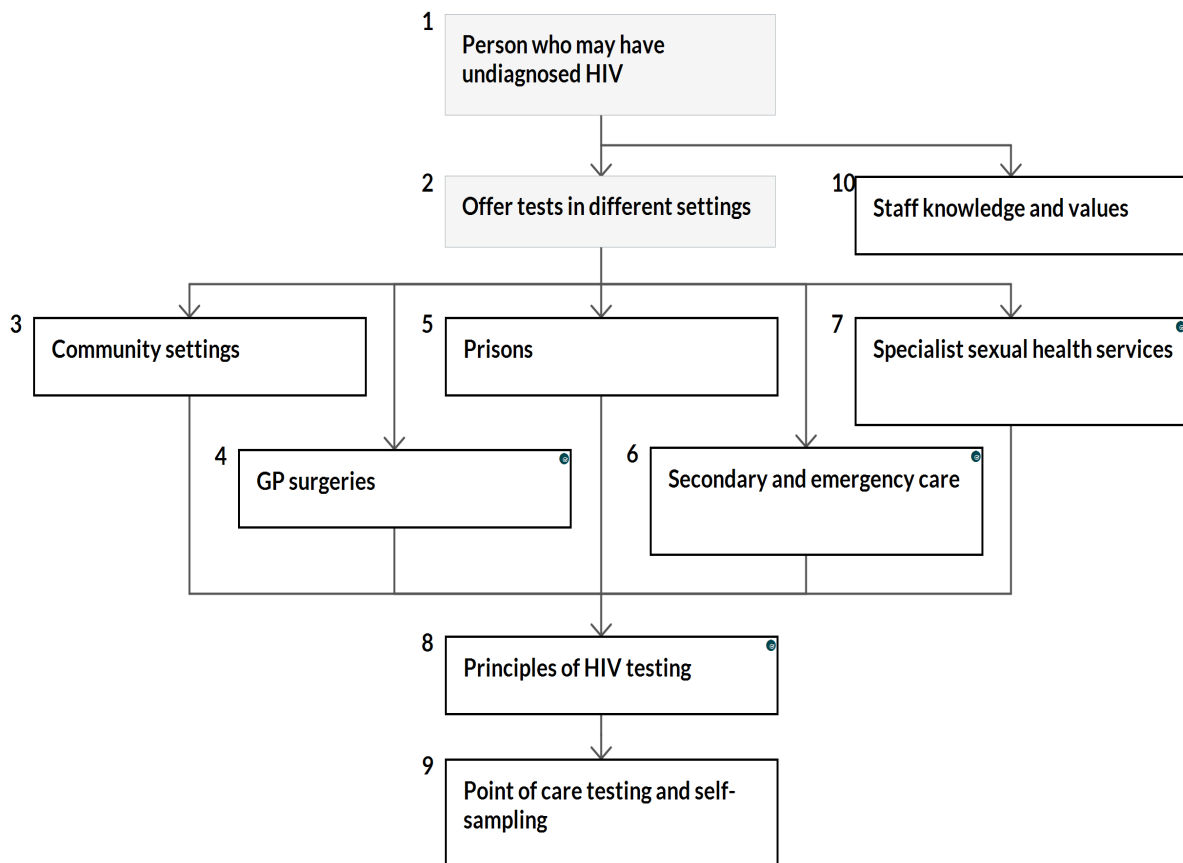 1
Person who may have
undiagnosed HIV
2
Offer tests in different settings
10
Staff knowledge and values
3
Community settings
5
Prisons
7
Specialist sexual health services
4
GP surgeries
6
Secondary and emergency care
8
Principles of HIV testing
9
Point of care testing and self-
sampling